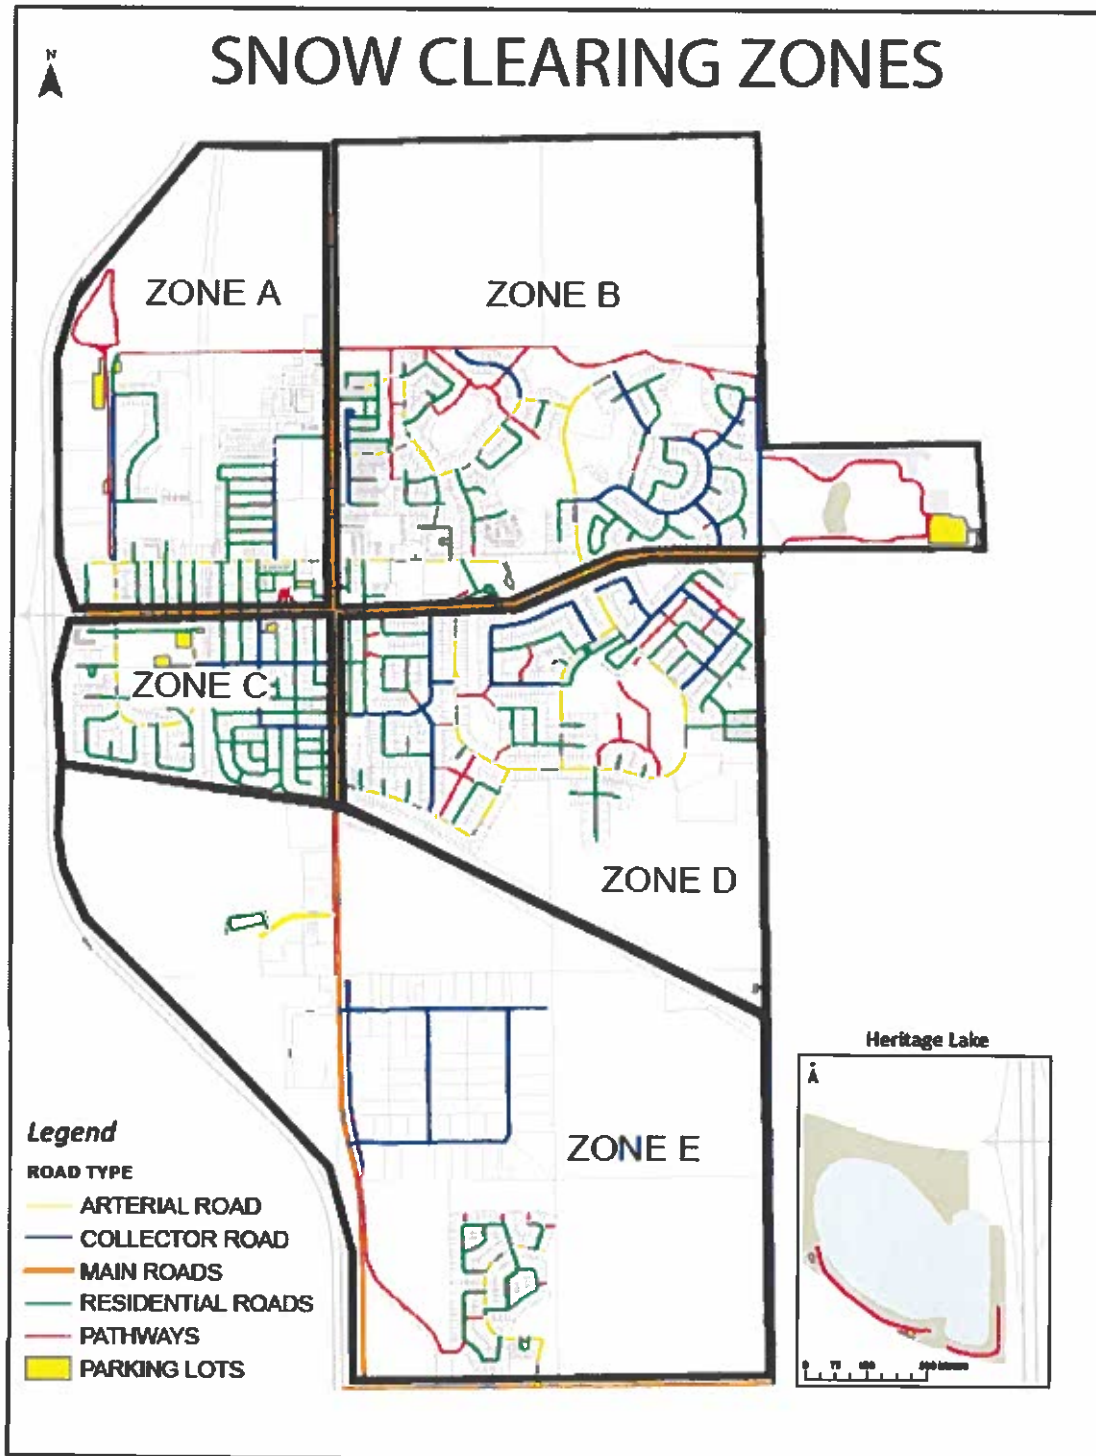 N
SNOW CLEARING ZONES
ZONE A
ZONE B
ZONE C
ZONE D
ZONE E
Heritage Lake
Legend
ROAD TYPE
ARTERIAL ROAD
COLLECTOR ROAD
MAIN ROADS
RESIDENTIAL ROADS
PATHWAYS
PARKING LOTS